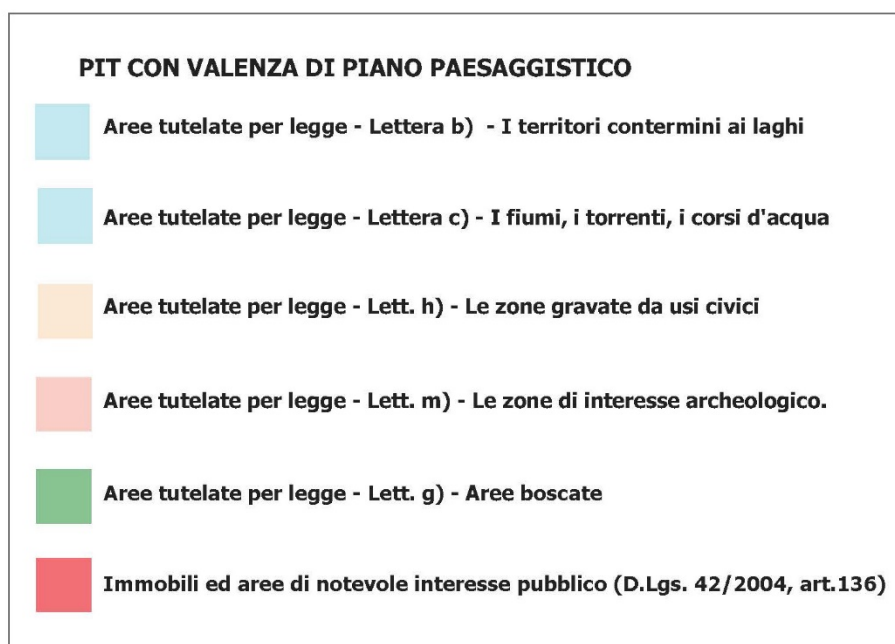 PIT CON VALENZA DI PIANO PAESAGGISTICO
Aree tutelate per legge - Lettera b) - I territori contermini ai laghi
Aree tutelate per legge - Lettera c) - I fiumi, i torrenti, i corsi d'acqua
Aree tutelate per legge - Lett. h) - Le zone gravate da usi civici
Aree tutelate per legge - Lett. m) - Le zone di interesse archeologico.
Aree tutelate per legge - Lett. g) - Aree boscate
Immobili ed aree di notevole interesse pubblico (D.Lgs. 42/2004, art.136)